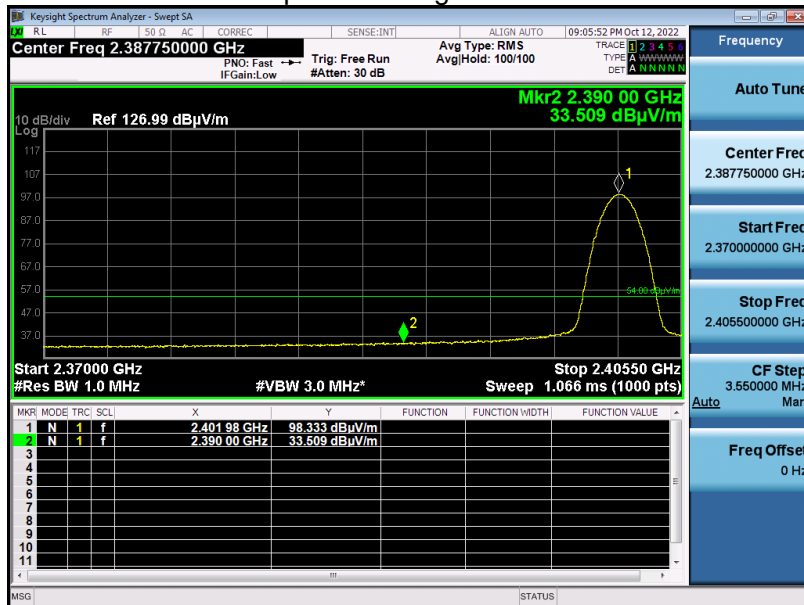 Keysight Spectrum Analyzer - Swept SA
RL RF 50 Ω AC CORREC SENSE:INT ALIGN AUTO 09:05:52 PM Oct 12, 2022
Center Freq 2.387750000 GHz
PNO: Fast
IFGain:Low
Trig: Free Run
#Atten: 30 dB
Avg Type: RMS
Avg|Hold: 100/100
TRACE 1 2 3 4 5 6
TYPE A WWWWW
DET A N N N N N
Mkr2 2.390 00 GHz
33.509 dBµV/m
10 dB/div Ref 126.99 dBµV/m
Log
117
107
97.0
87.0
77.0
67.0
57.0
47.0
37.0
1
54.00 dBµV/m
2
Start 2.37000 GHz Stop 2.40550 GHz
#Res BW 1.0 MHz #VBW 3.0 MHz* Sweep 1.066 ms (1000 pts)
MKR MODE TRC SCL X Y FUNCTION FUNCTION WIDTH FUNCTION VALUE
1 N 1 f 2.401 98 GHz 98.333 dBµV/m
2 N 1 f 2.390 00 GHz 33.509 dBµV/m
3
4
5
6
7
8
9
10
11
MSG STATUS
Frequency
Auto Tune
Center Freq
2.387750000 GHz
Start Freq
2.370000000 GHz
Stop Freq
2.405500000 GHz
CF Step
3.550000 MHz
Auto Man
Freq Offset
0 Hz